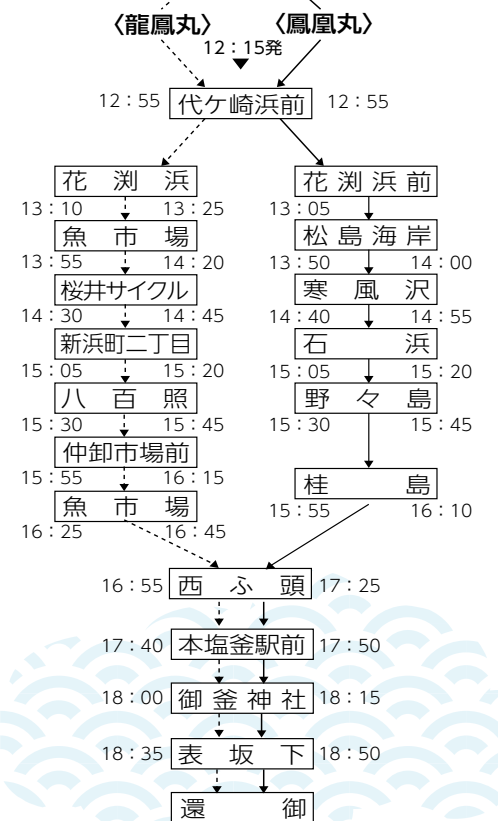 〈龍鳳丸〉 〈鳳凰丸〉
12：15発
▼
12：55 代ケ崎浜前 12：55
花渕浜
13：10 13：25
魚市場
13：55 14：20
桜井サイクル
14：30 14：45
新浜町二丁目
15：05 15：20
八百照
15：30 15：45
仲卸市場前
15：55 16：15
魚市場
16：25 16：45
花渕浜前
13：05
松島海岸
13：50 14：00
寒風沢
14：40 14：55
石浜
15：05 15：20
野々島
15：30 15：45
桂島
15：55 16：10
16：55 西ふ頭 17：25
17：40 本塩釜駅前 17：50
18：00 御釜神社 18：15
18：35 表坂下 18：50
還御